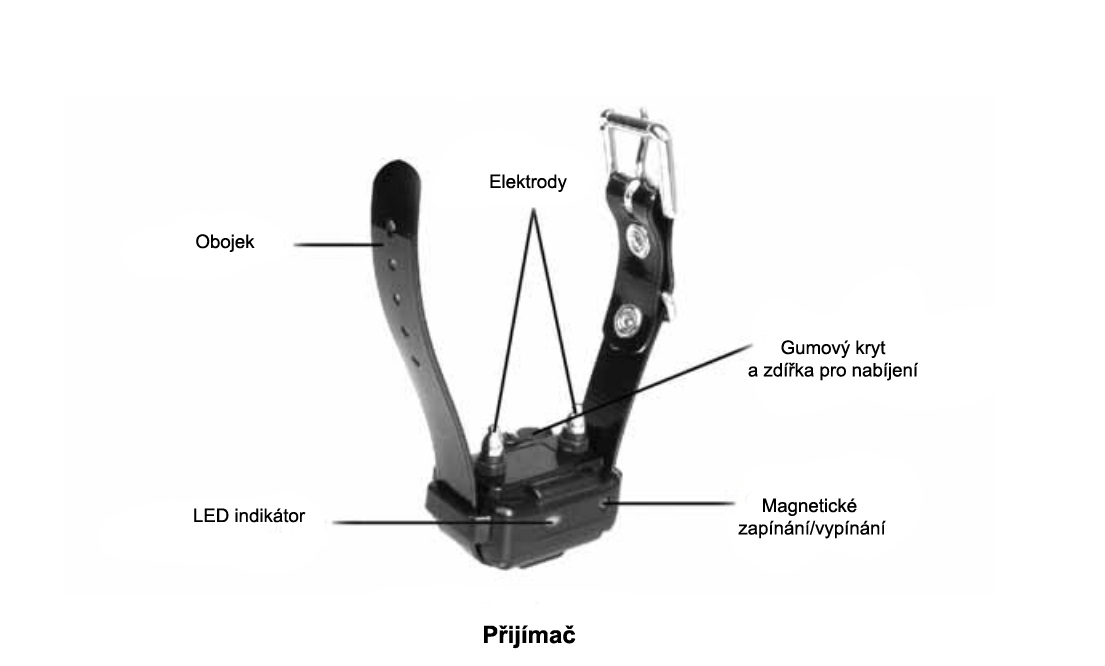 Elektrody
Obojek
Gumový kryt
a zdířka pro nabíjení
LED indikátor
Magnetické
zapínání/vypínání
Přijímač